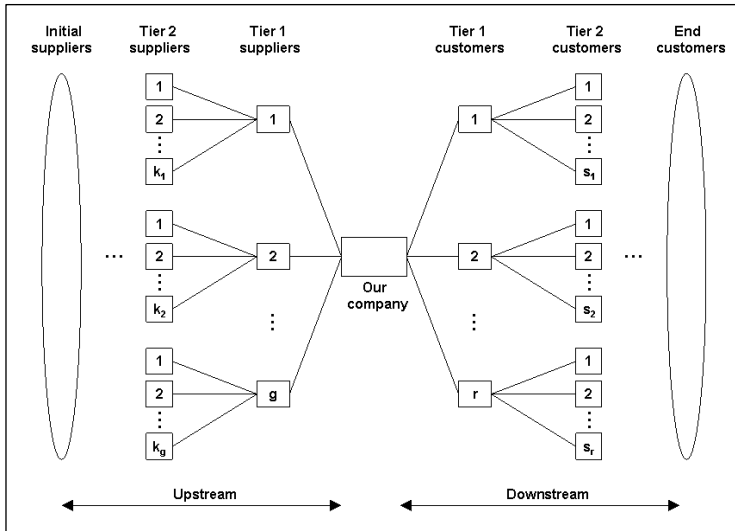 Initial suppliers
Tier 2 suppliers
Tier 1 suppliers
Tier 1 customers
Tier 2 customers
End customers
1
2
⋮
k₁
1
1
1
2
⋮
s₁
1
2
⋮
k₂
2
...
Our company
2
1
2
⋮
s₂
...
⋮
⋮
1
2
⋮
kg
g
r
1
2
⋮
sᵣ
Upstream
Downstream